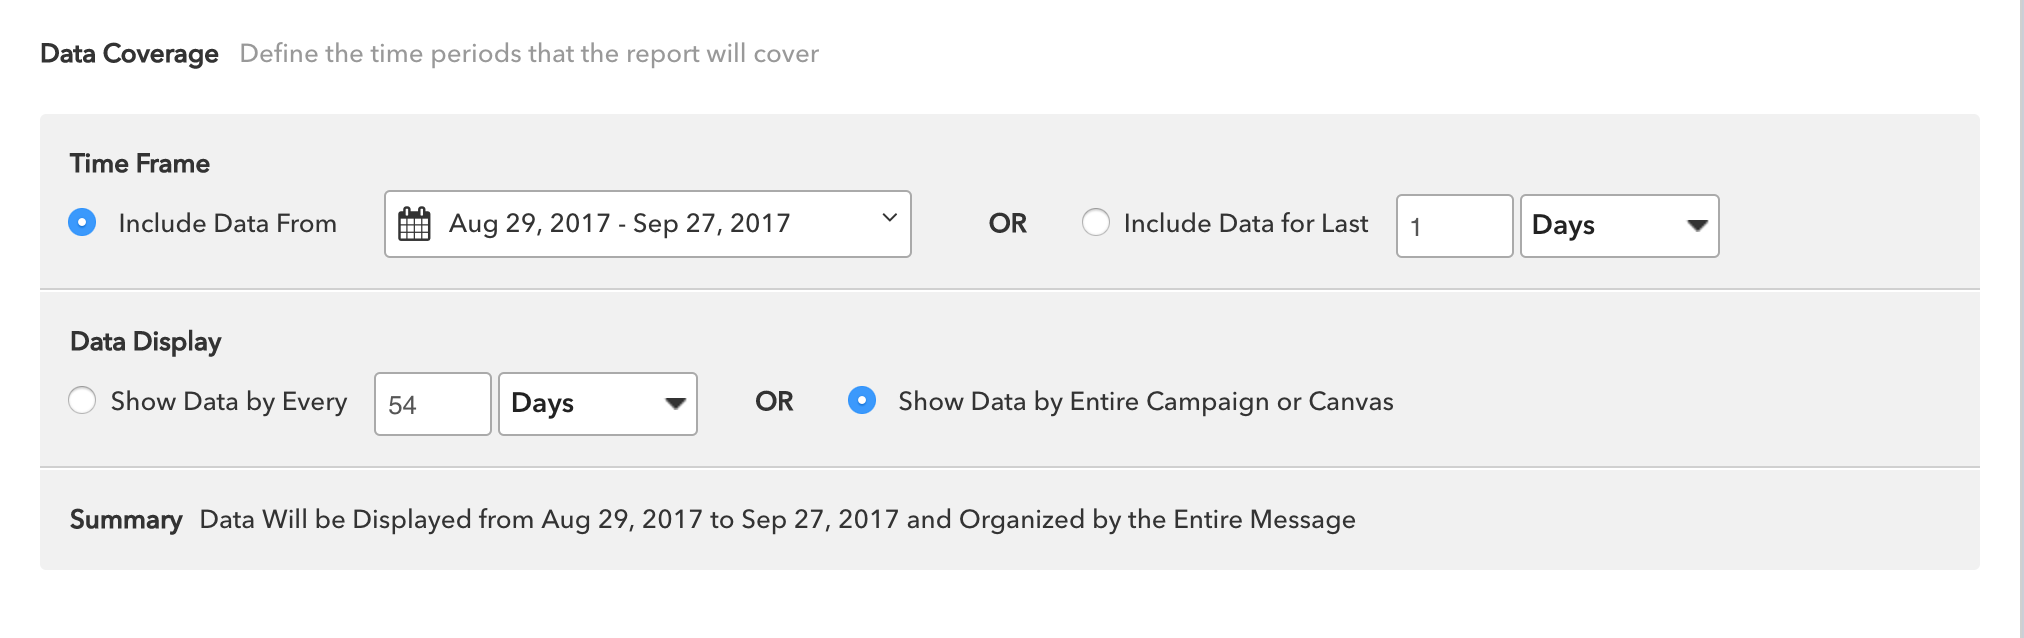 Data Coverage Define the time periods that the report will cover
Time Frame
Include Data From Aug 29, 2017 - Sep 27, 2017 OR Include Data for Last 1 Days
Data Display
Show Data by Every 54 Days OR Show Data by Entire Campaign or Canvas
Summary Data Will be Displayed from Aug 29, 2017 to Sep 27, 2017 and Organized by the Entire Message